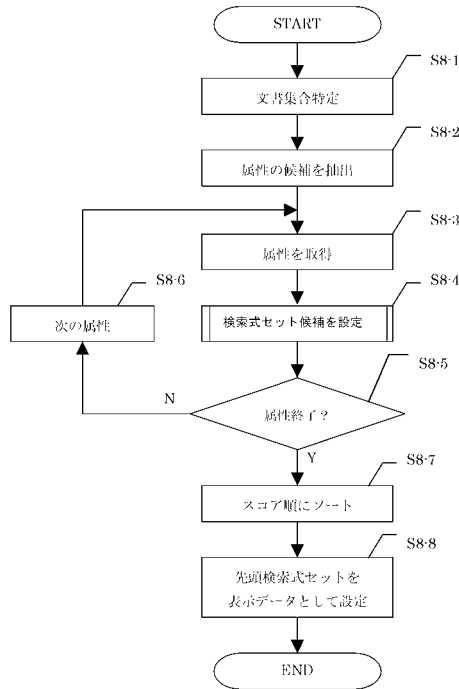 START
S8-1
文書集合特定
S8-2
属性の候補を抽出
S8-3
属性を取得
S8-6
S8-4
次の属性
検索式セット候補を設定
S8-5
N
属性終了?
Y
S8-7
スコア順にソート
S8-8
先頭検索式セットを
表示データとして設定
END